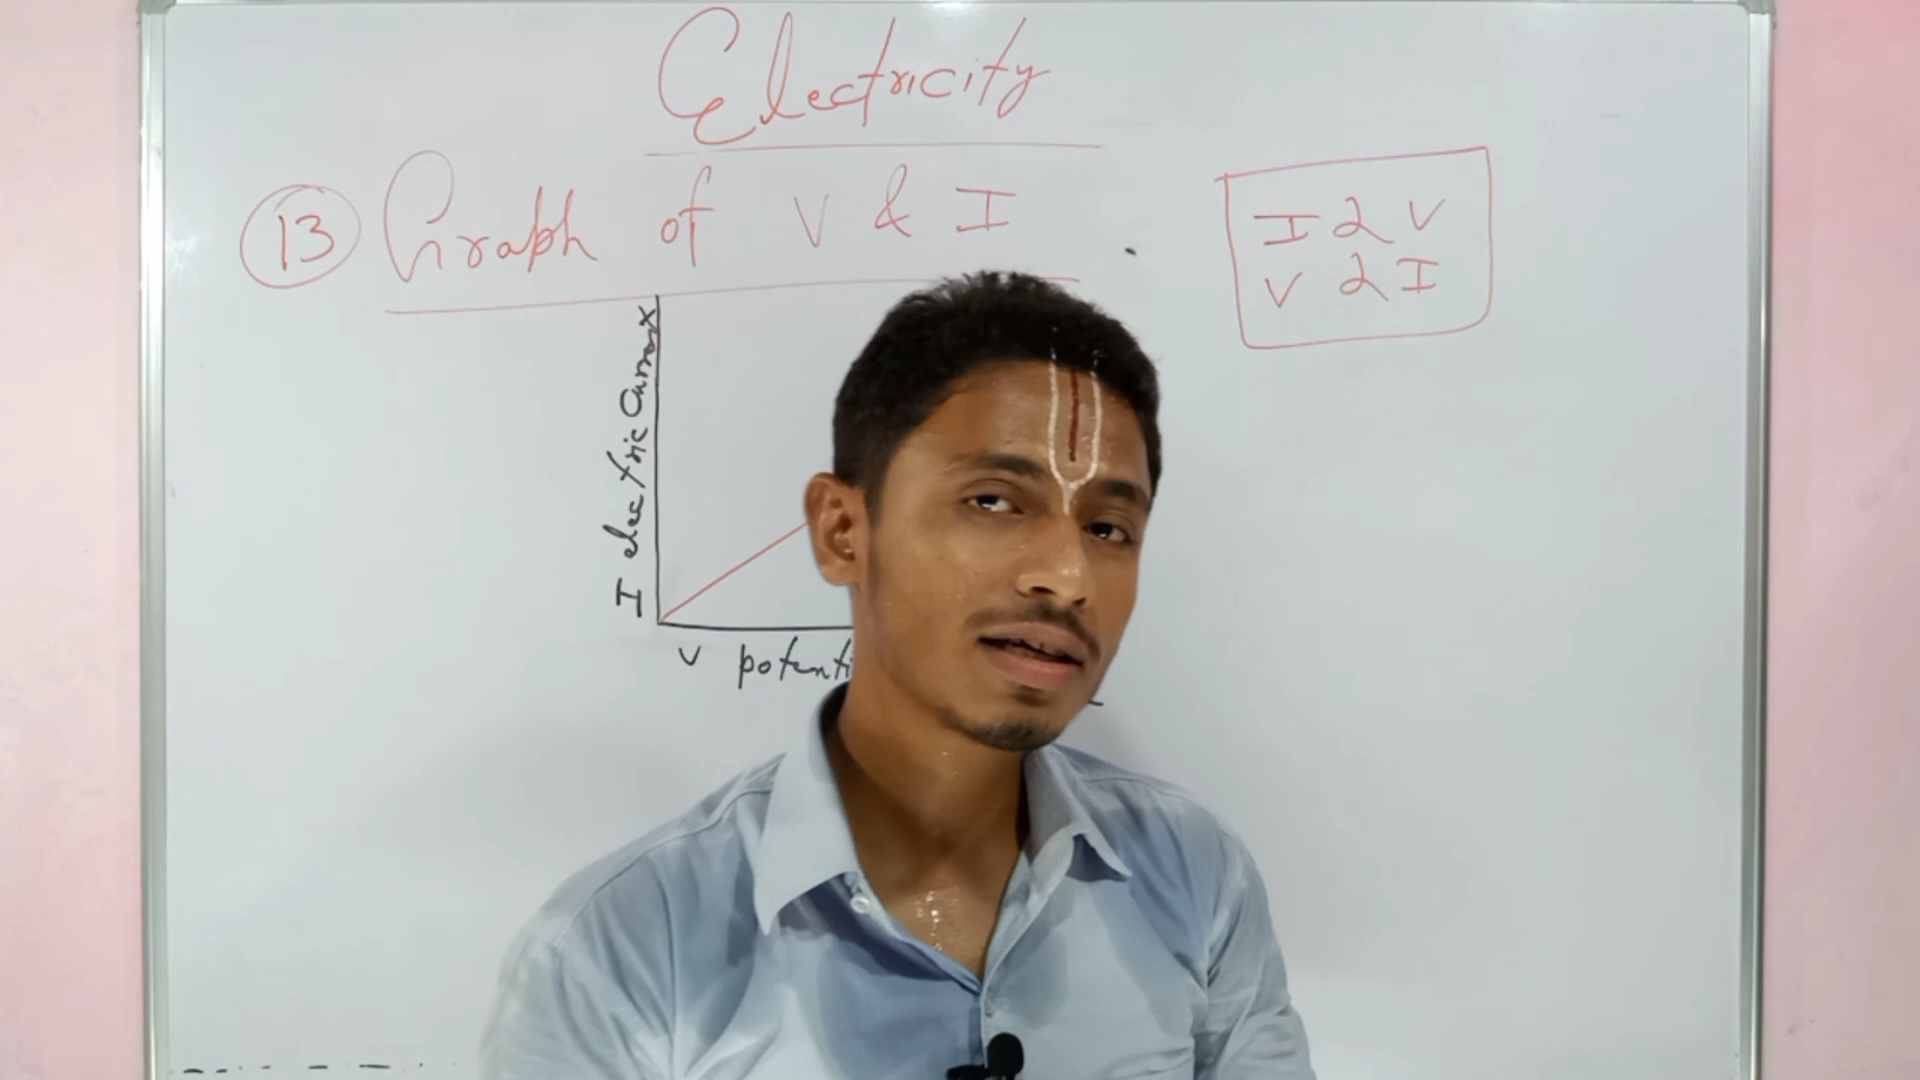 Electricity
13 Graph of V & I
I α V
V α I
I electric Current
V potenti